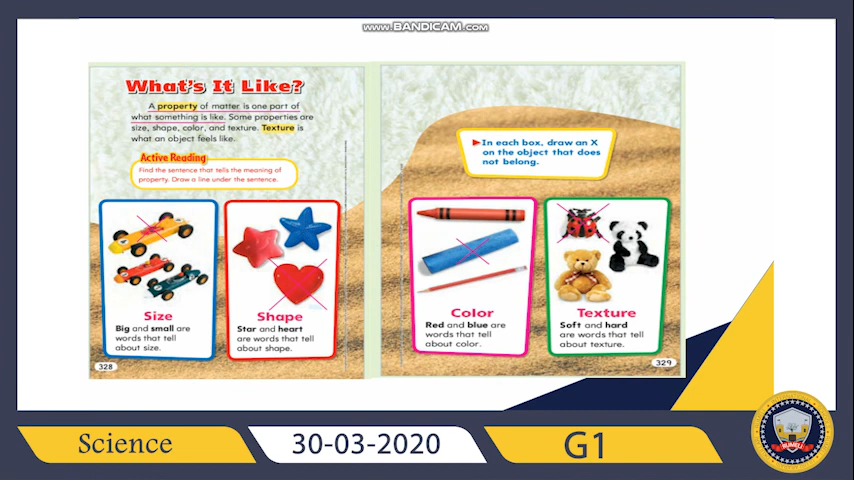 www.BANDICAM.com
What's It Like?
A property of matter is one part of
what something is like. Some properties are
size, shape, color, and texture. Texture is
what an object feels like.
Active Reading
Find the sentence that tells the meaning of
property. Draw a line under the sentence.
▶In each box, draw an X
on the object that does
not belong.
Size
Big and small are
words that tell
about size.
Shape
Star and heart
are words that tell
about shape.
Color
Red and blue are
words that tell
about color.
Texture
Soft and hard
are words that tell
about texture.
328
329
Science
30-03-2020
G1